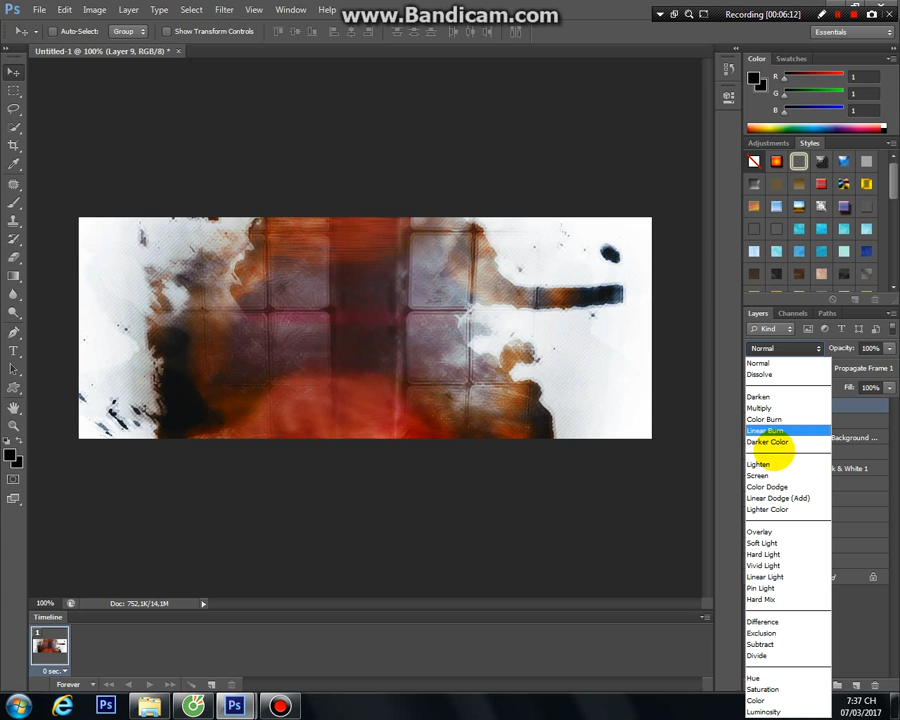 www.Bandicam.com
Recording [00:06:12]
Ps File Edit Image Layer Type Select Filter View Window Help
Auto-Select: Group Show Transform Controls
Essentials
Untitled-1 @ 100% (Layer 9, RGB/8) * ×
Color Swatches
R 1
G 1
B 1
Adjustments Styles
Layers Channels Paths
Kind
Normal Opacity: 100%
Normal
Propagate Frame 1
Dissolve
Fill: 100%
Darken
Multiply
Color Burn
Linear Burn
Background ...
Darker Color
Lighten
k & White 1
Screen
Color Dodge
Linear Dodge (Add)
Lighter Color
Overlay
Soft Light
Hard Light
Vivid Light
Linear Light
Pin Light
Hard Mix
Difference
Exclusion
Subtract
Divide
Hue
Saturation
Color
Luminosity
100% Doc: 752,1K/14,1M
Timeline
1
0 sec.
Forever
Ps Ps
7:37 CH
07/03/2017